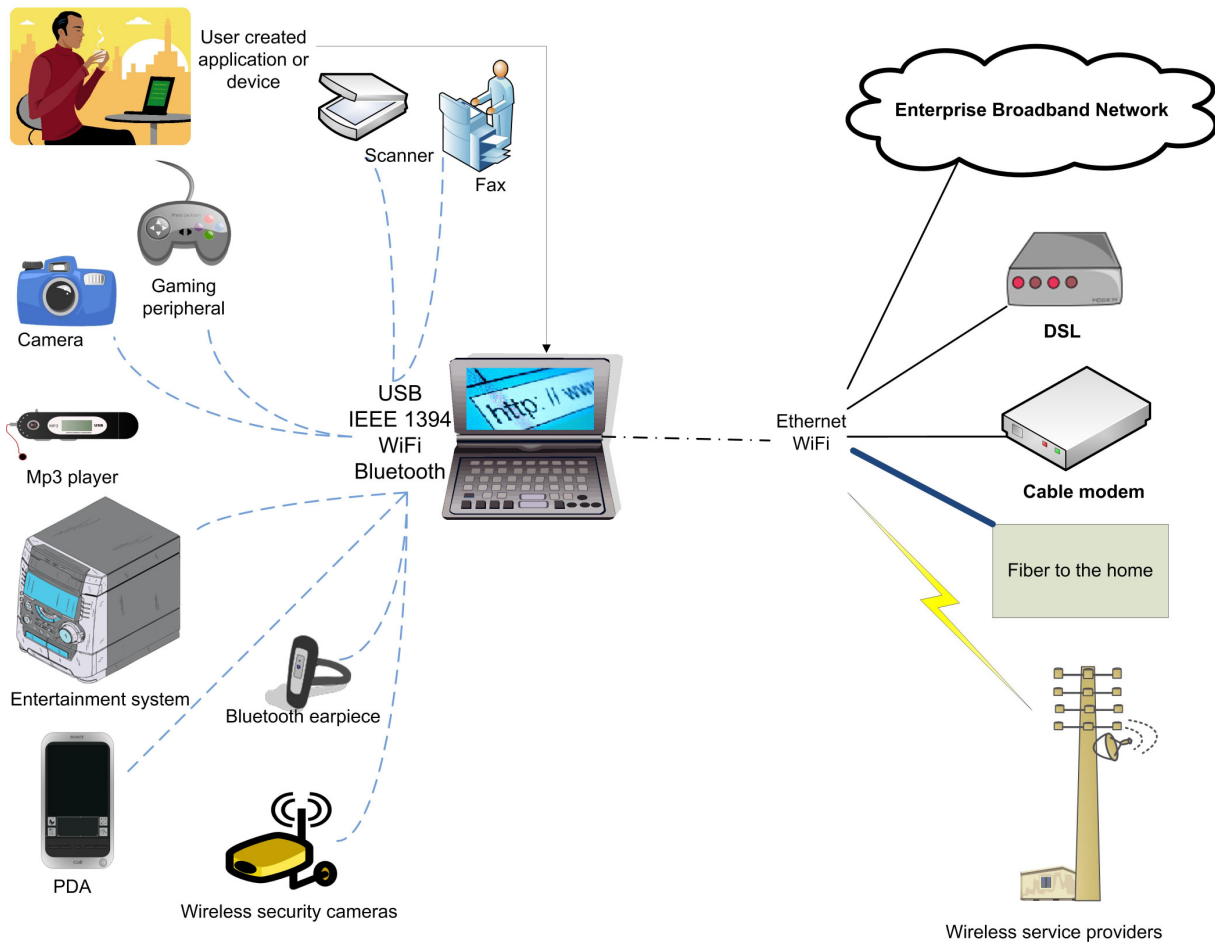 User created
application or
device
Scanner
Fax
Enterprise Broadband Network
Gaming
peripheral
Camera
DSL
USB
IEEE 1394
WiFi
Bluetooth
http: // www
Ethernet
WiFi
Mp3 player
Cable modem
Fiber to the home
Entertainment system
Bluetooth earpiece
PDA
Wireless security cameras
Wireless service providers